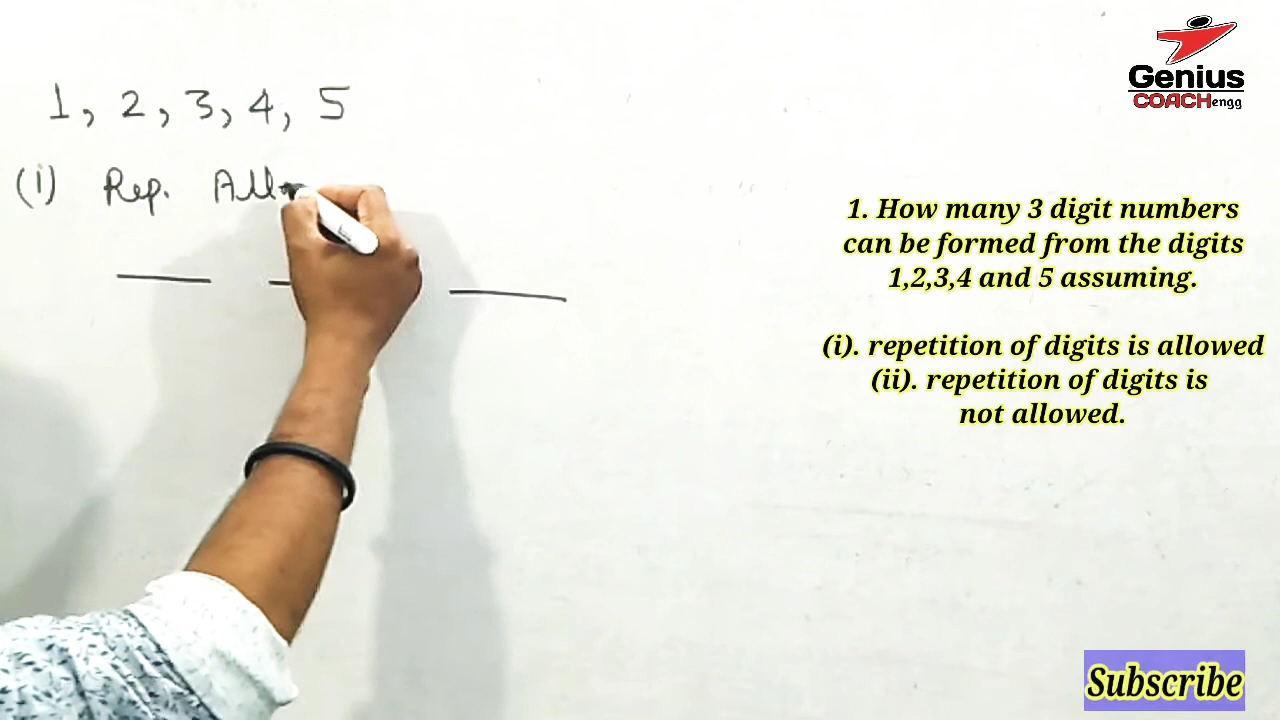 1, 2, 3, 4, 5
(i) Rep.
Genius
COACHengg
1. How many 3 digit numbers
can be formed from the digits
1,2,3,4 and 5 assuming.
(i). repetition of digits is allowed
(ii). repetition of digits is
not allowed.
Subscribe